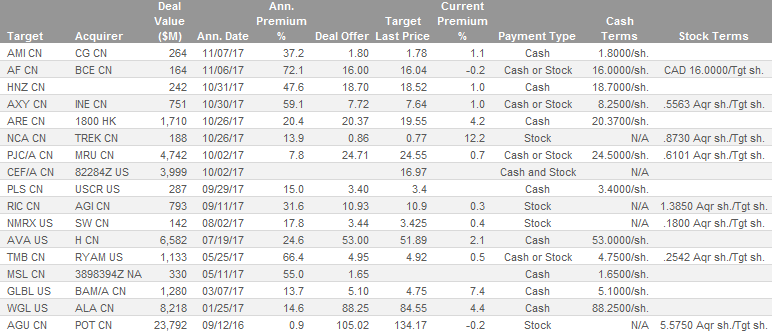 Deal Ann. Current
Value Premium Target Premium Cash
Target Acquirer ($M) Ann. Date % Deal Offer Last Price % Payment Type Terms Stock Terms
AMI CN CG CN 264 11/07/17 37.2 1.80 1.78 1.1 Cash 1.8000/sh.
AF CN BCE CN 164 11/06/17 72.1 16.00 16.04 -0.2 Cash or Stock 16.0000/sh. CAD 16.0000/Tgt sh.
HNZ CN 242 10/31/17 47.6 18.70 18.52 1.0 Cash 18.7000/sh.
AXY CN INE CN 751 10/30/17 59.1 7.72 7.64 1.0 Cash or Stock 8.2500/sh. .5563 Aqr sh./Tgt sh.
ARE CN 1800 HK 1,710 10/26/17 20.4 20.37 19.55 4.2 Cash 20.3700/sh.
NCA CN TREK CN 188 10/26/17 13.9 0.86 0.77 12.2 Stock N/A .8730 Aqr sh./Tgt sh.
PJC/A CN MRU CN 4,742 10/02/17 7.8 24.71 24.55 0.7 Cash or Stock 24.5000/sh. .6101 Aqr sh./Tgt sh.
CEF/A CN 82284Z US 3,999 10/02/17 16.97 Cash and Stock N/A
PLS CN USCR US 287 09/29/17 15.0 3.40 3.4 Cash 3.4000/sh.
RIC CN AGI CN 793 09/11/17 31.6 10.93 10.9 0.3 Stock N/A 1.3850 Aqr sh./Tgt sh.
NMRX US SW CN 142 08/02/17 17.8 3.44 3.425 0.4 Stock N/A .1800 Aqr sh./Tgt sh.
AVA US H CN 6,582 07/19/17 24.6 53.00 51.89 2.1 Cash 53.0000/sh.
TMB CN RYAM US 1,133 05/25/17 66.4 4.95 4.92 0.5 Cash or Stock 4.7500/sh. .2542 Aqr sh./Tgt sh.
MSL CN 3898394Z NA 330 05/11/17 55.0 1.65 Cash 1.6500/sh.
GLBL US BAM/A CN 1,280 03/07/17 13.7 5.10 4.75 7.4 Cash 5.1000/sh.
WGL US ALA CN 8,218 01/25/17 14.6 88.25 84.55 4.4 Cash 88.2500/sh.
AGU CN POT CN 23,792 09/12/16 0.9 105.02 134.17 -0.2 Stock N/A 5.5750 Aqr sh./Tgt sh.